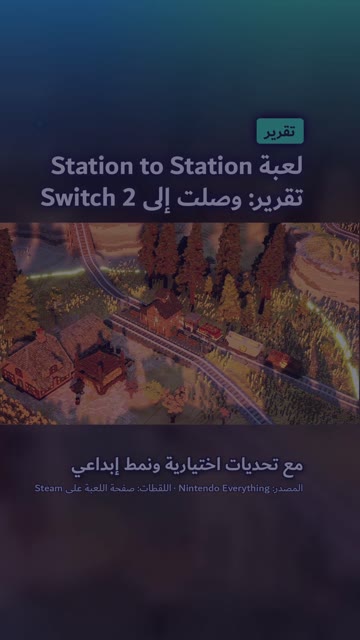 تقرير
لعبة Station to Station
تقرير: وصلت إلى Switch 2
مع تحديات اختيارية ونمط إبداعي
المصدر: Nintendo Everything · اللقطات: صفحة اللعبة على Steam